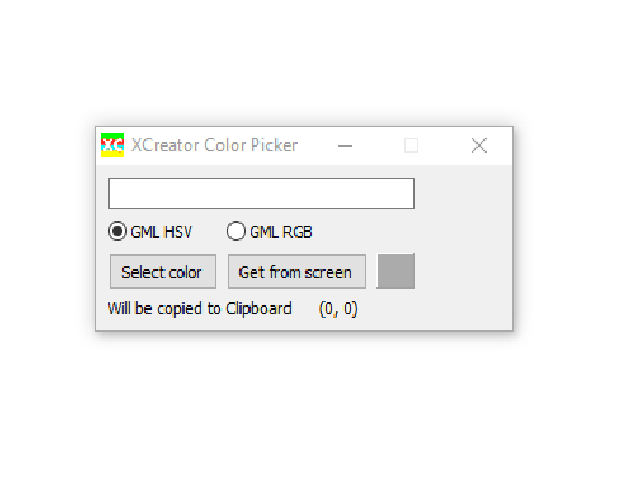 XC XCreator Color Picker
GML HSV GML RGB
Select color Get from screen
Will be copied to Clipboard (0, 0)